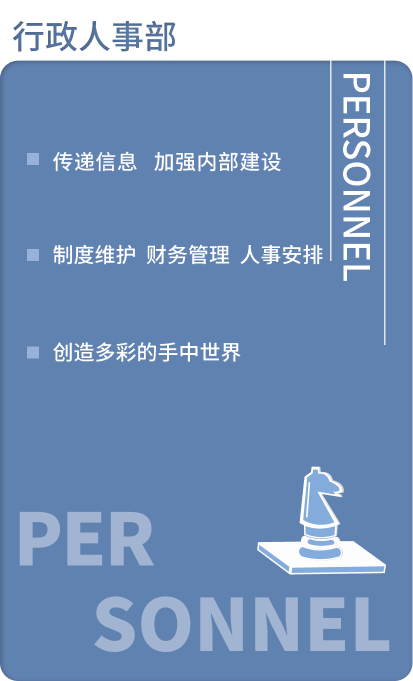 行政人事部
PERSONNEL
传递信息 加强内部建设
制度维护 财务管理 人事安排
创造多彩的手中世界
PER
SONNEL